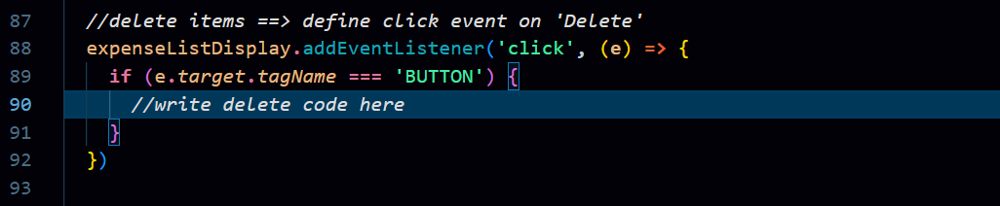 87 //delete items ==> define click event on 'Delete'
88 expenseListDisplay.addEventListener('click', (e) => {
89 if (e.target.tagName === 'BUTTON') {
90 //write delete code here
91 }
92 })
93